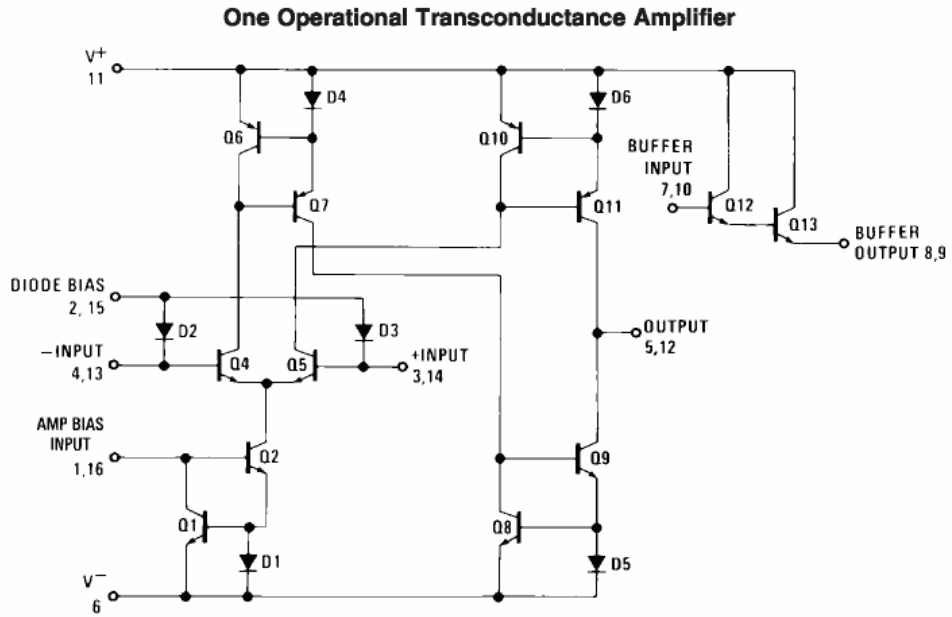 One Operational Transconductance Amplifier
V+
11
D4
D6
Q6
Q10
BUFFER
INPUT
7,10
Q7
Q11
Q12
Q13
BUFFER
OUTPUT 8,9
DIODE BIAS
2, 15
D2
D3
OUTPUT
5,12
–INPUT
4,13
Q4
Q5
+INPUT
3,14
AMP BIAS
INPUT
1,16
Q2
Q9
Q1
Q8
D1
D5
V–
6